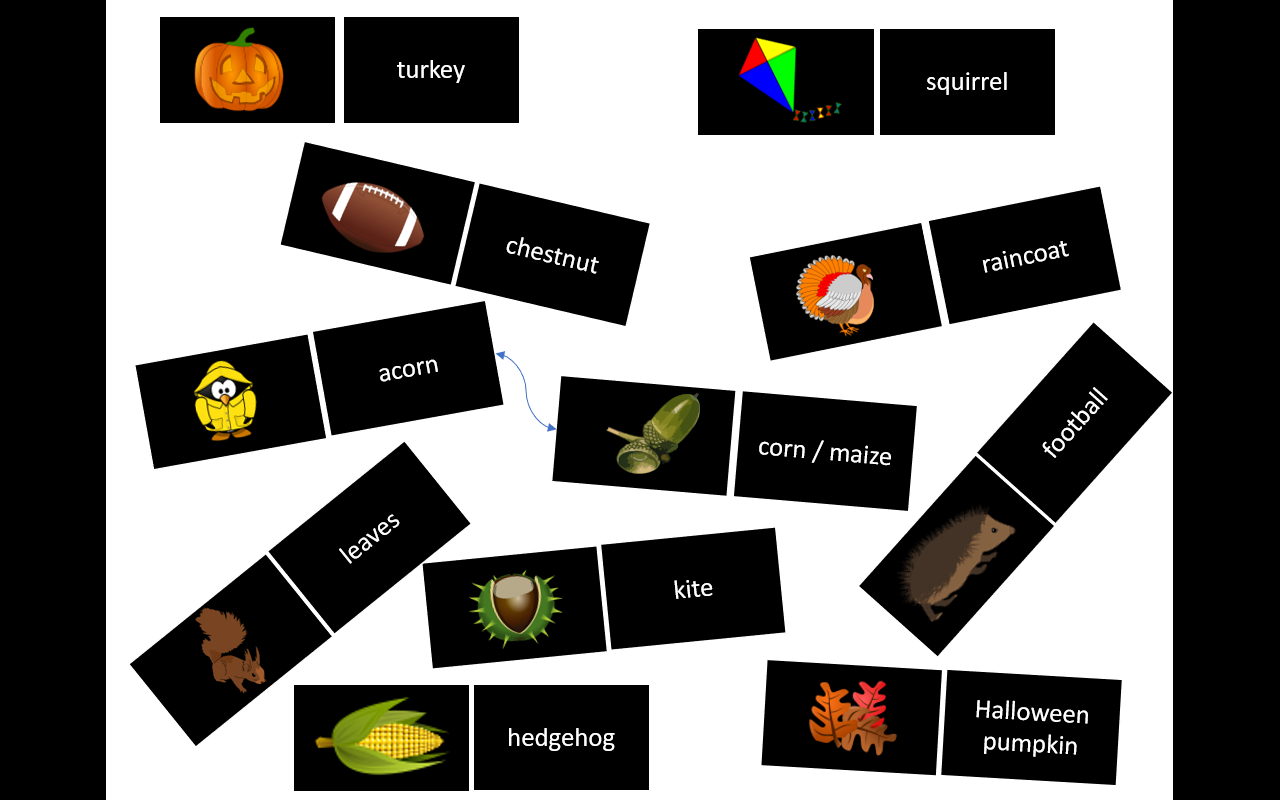 turkey
squirrel
chestnut
raincoat
acorn
football
corn / maize
leaves
kite
hedgehog
Halloween
pumpkin